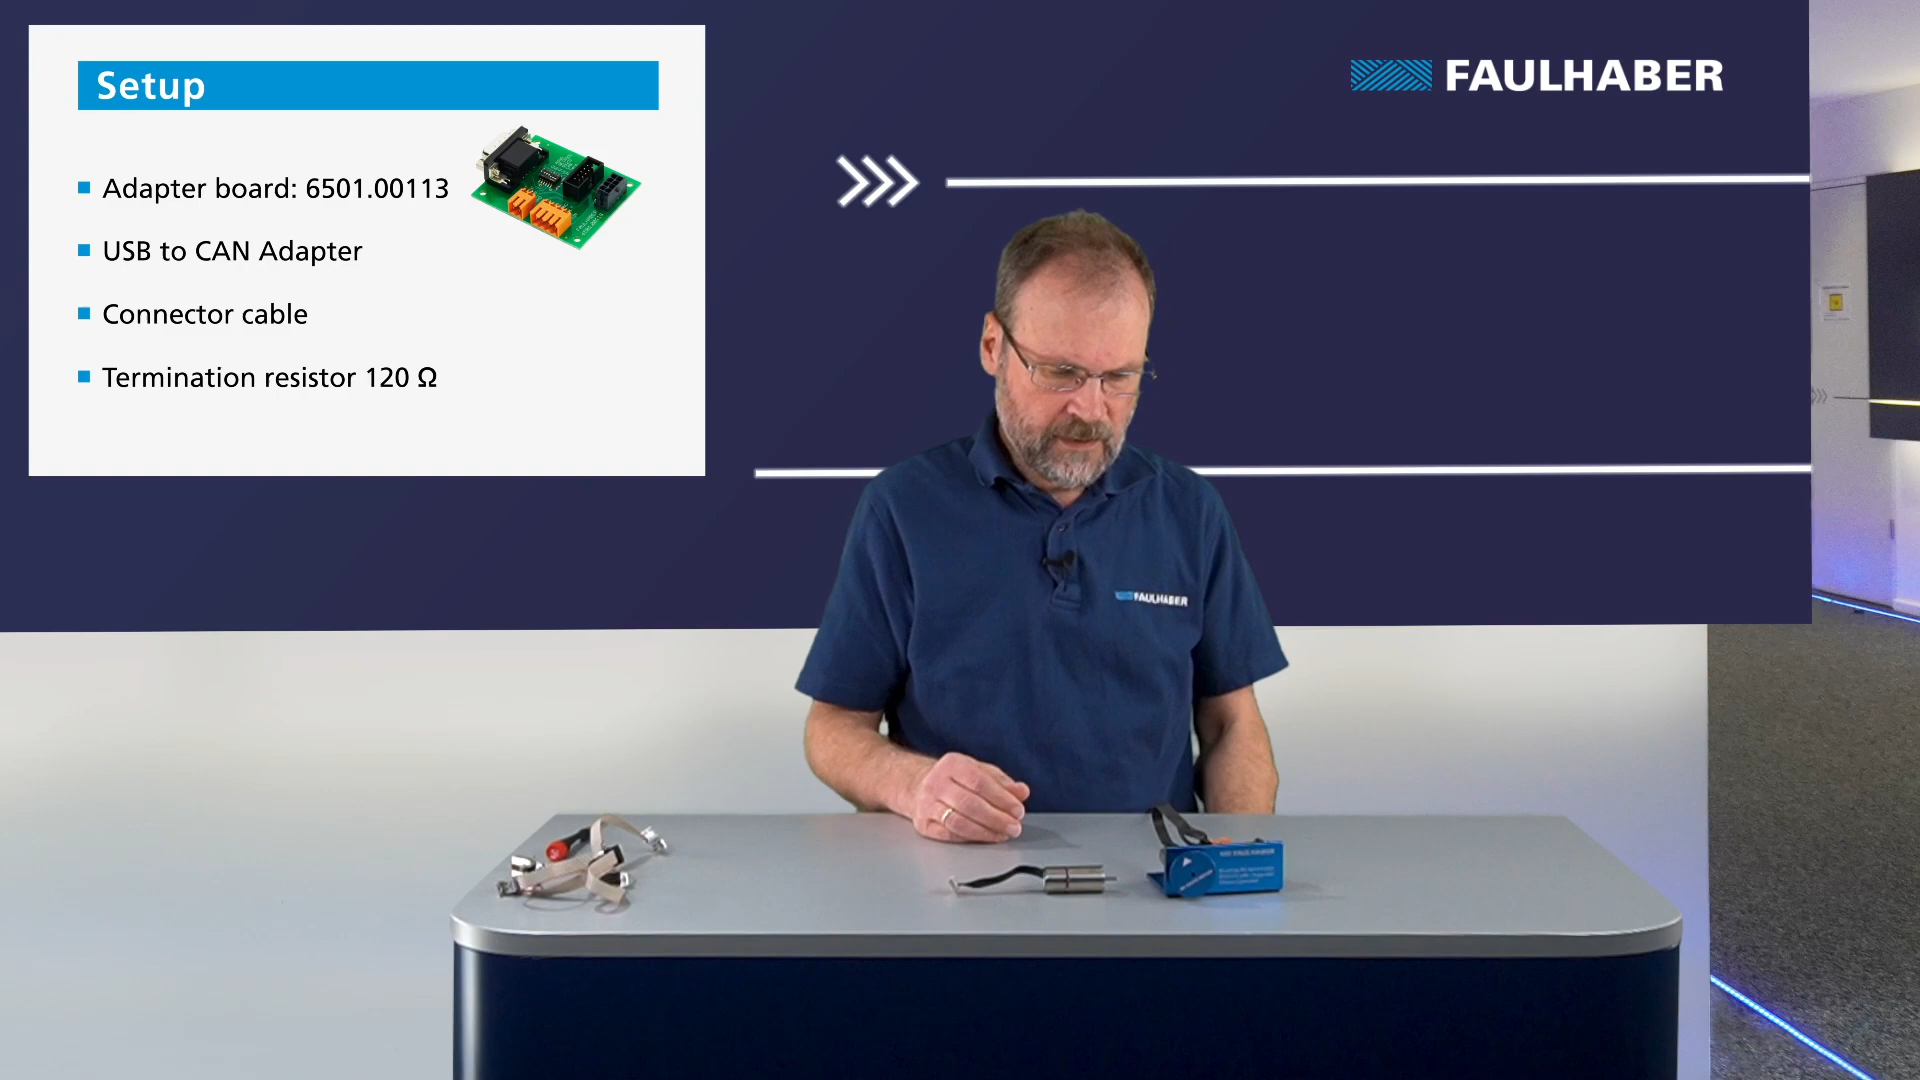 Setup
FAULHABER
Adapter board: 6501.00113
USB to CAN Adapter
Connector cable
Termination resistor 120 Ω
FAULHABER